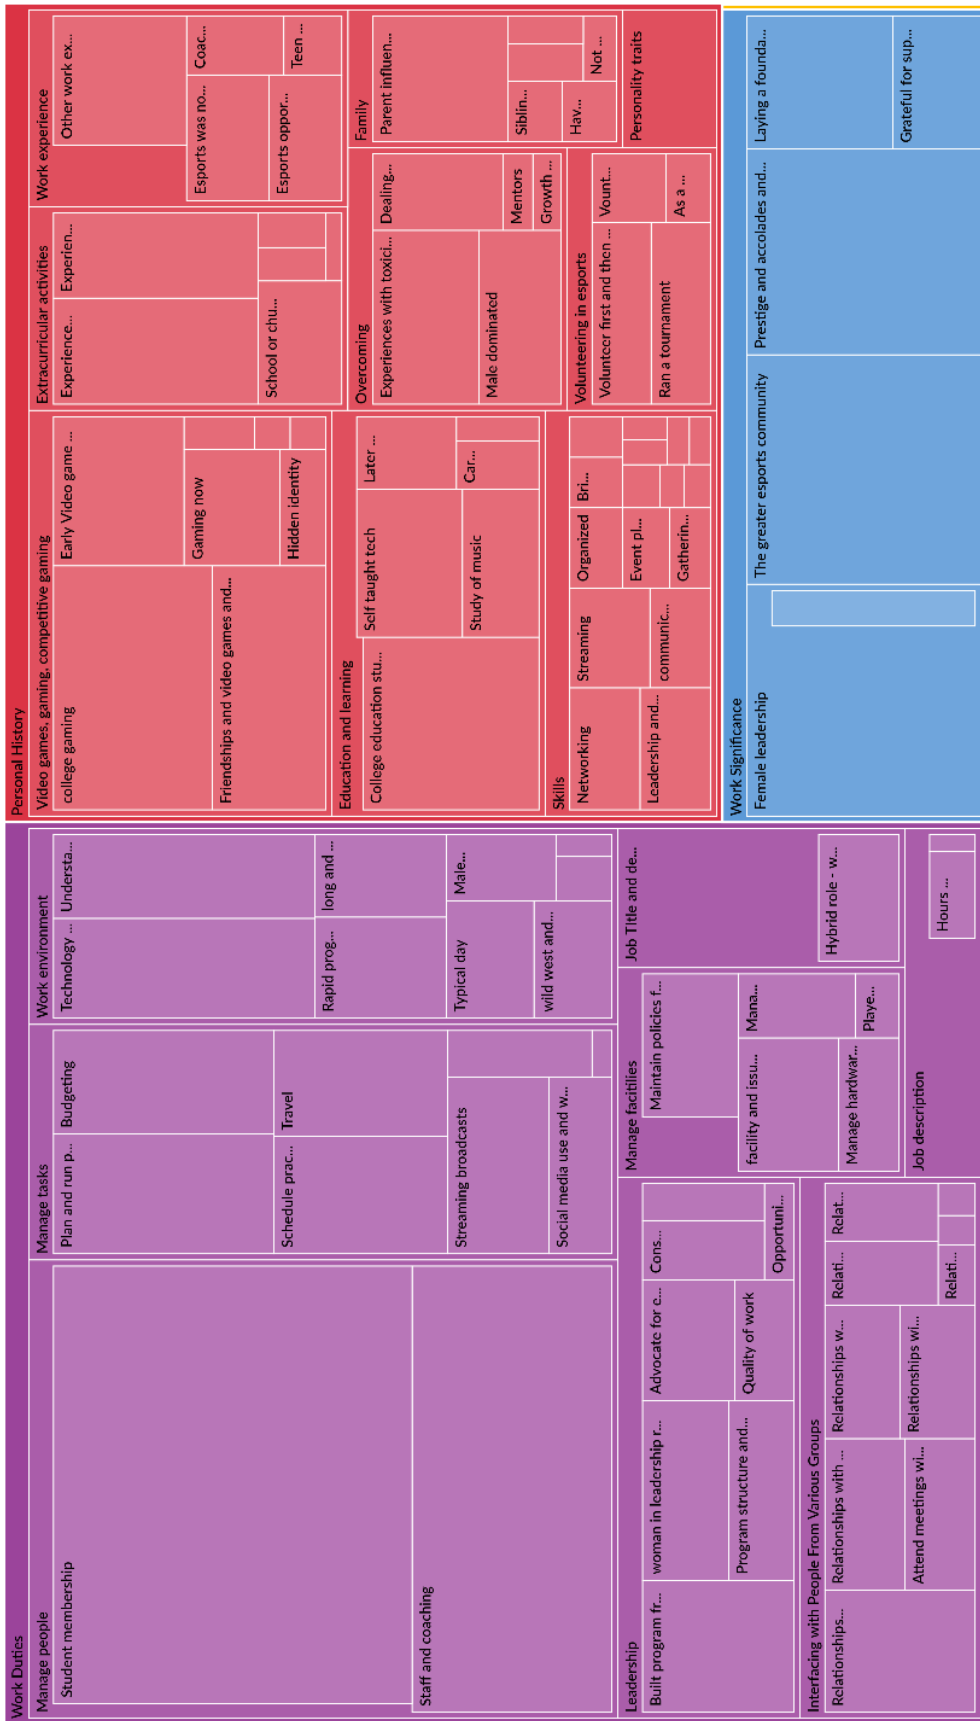 Work Duties
Manage people
Student membership
Staff and coaching
Manage tasks
Plan and run p...
Budgeting
Schedule prac...
Travel
Streaming broadcasts
Social media use and w...
Work environment
Technology ...
Understa...
Rapid prog...
long and ...
Typical day
Male...
wild west and...
Leadership
Built program fr...
woman in leadership r...
Program structure and...
Advocate for e...
Quality of work
Cons...
Opportuni...
Manage facitilies
Maintain policies f...
facility and issu...
Mana...
Manage hardwar...
Playe...
Job Title and de...
Hybrid role - w...
Interfacing with People From Various Groups
Relationships...
Relationships with ...
Attend meetings wi...
Relationships w...
Relationships wi...
Relati...
Relat...
Relati...
Job description
Hours ...
Personal History
Video games, gaming, competitive gaming
college gaming
Friendships and video games and...
Early Video game ...
Gaming now
Hidden identity
Extracurricular activities
Experience...
Experien...
School or chu...
Work experience
Other work ex...
Esports was no...
Coac...
Esports oppor...
Teen ...
Education and learning
College education stu...
Self taught tech
Later ...
Study of music
Car...
Overcoming
Experiences with toxici...
Dealing...
Male dominated
Mentors
Growth ...
Family
Parent influen...
Siblin...
Hav...
Not ...
Skills
Networking
Leadership and...
Streaming
communic...
Organized
Event pl...
Gatherin...
Bri...
Volunteering in esports
Volunteer first and then ...
Vount...
Ran a tournament
As a ...
Personality traits
Work Significance
Female leadership
The greater esports community
Prestige and accolades and...
Laying a founda...
Grateful for sup...